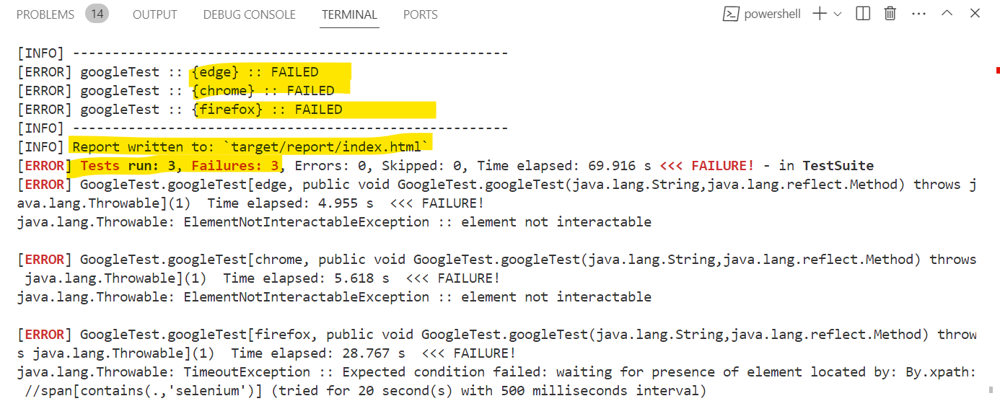 PROBLEMS 14 OUTPUT DEBUG CONSOLE TERMINAL PORTS powershell
[INFO] -------------------------------------------------------
[ERROR] googleTest :: {edge} :: FAILED
[ERROR] googleTest :: {chrome} :: FAILED
[ERROR] googleTest :: {firefox} :: FAILED
[INFO] -------------------------------------------------------
[INFO] Report written to: `target/report/index.html`
[ERROR] Tests run: 3, Failures: 3, Errors: 0, Skipped: 0, Time elapsed: 69.916 s <<< FAILURE! - in TestSuite
[ERROR] GoogleTest.googleTest[edge, public void GoogleTest.googleTest(java.lang.String,java.lang.reflect.Method) throws j
ava.lang.Throwable](1)  Time elapsed: 4.955 s  <<< FAILURE!
java.lang.Throwable: ElementNotInteractableException :: element not interactable
[ERROR] GoogleTest.googleTest[chrome, public void GoogleTest.googleTest(java.lang.String,java.lang.reflect.Method) throws
 java.lang.Throwable](1)  Time elapsed: 5.618 s  <<< FAILURE!
java.lang.Throwable: ElementNotInteractableException :: element not interactable
[ERROR] GoogleTest.googleTest[firefox, public void GoogleTest.googleTest(java.lang.String,java.lang.reflect.Method) throw
s java.lang.Throwable](1)  Time elapsed: 28.767 s  <<< FAILURE!
java.lang.Throwable: TimeoutException :: Expected condition failed: waiting for presence of element located by: By.xpath:
 //span[contains(.,'selenium')] (tried for 20 second(s) with 500 milliseconds interval)